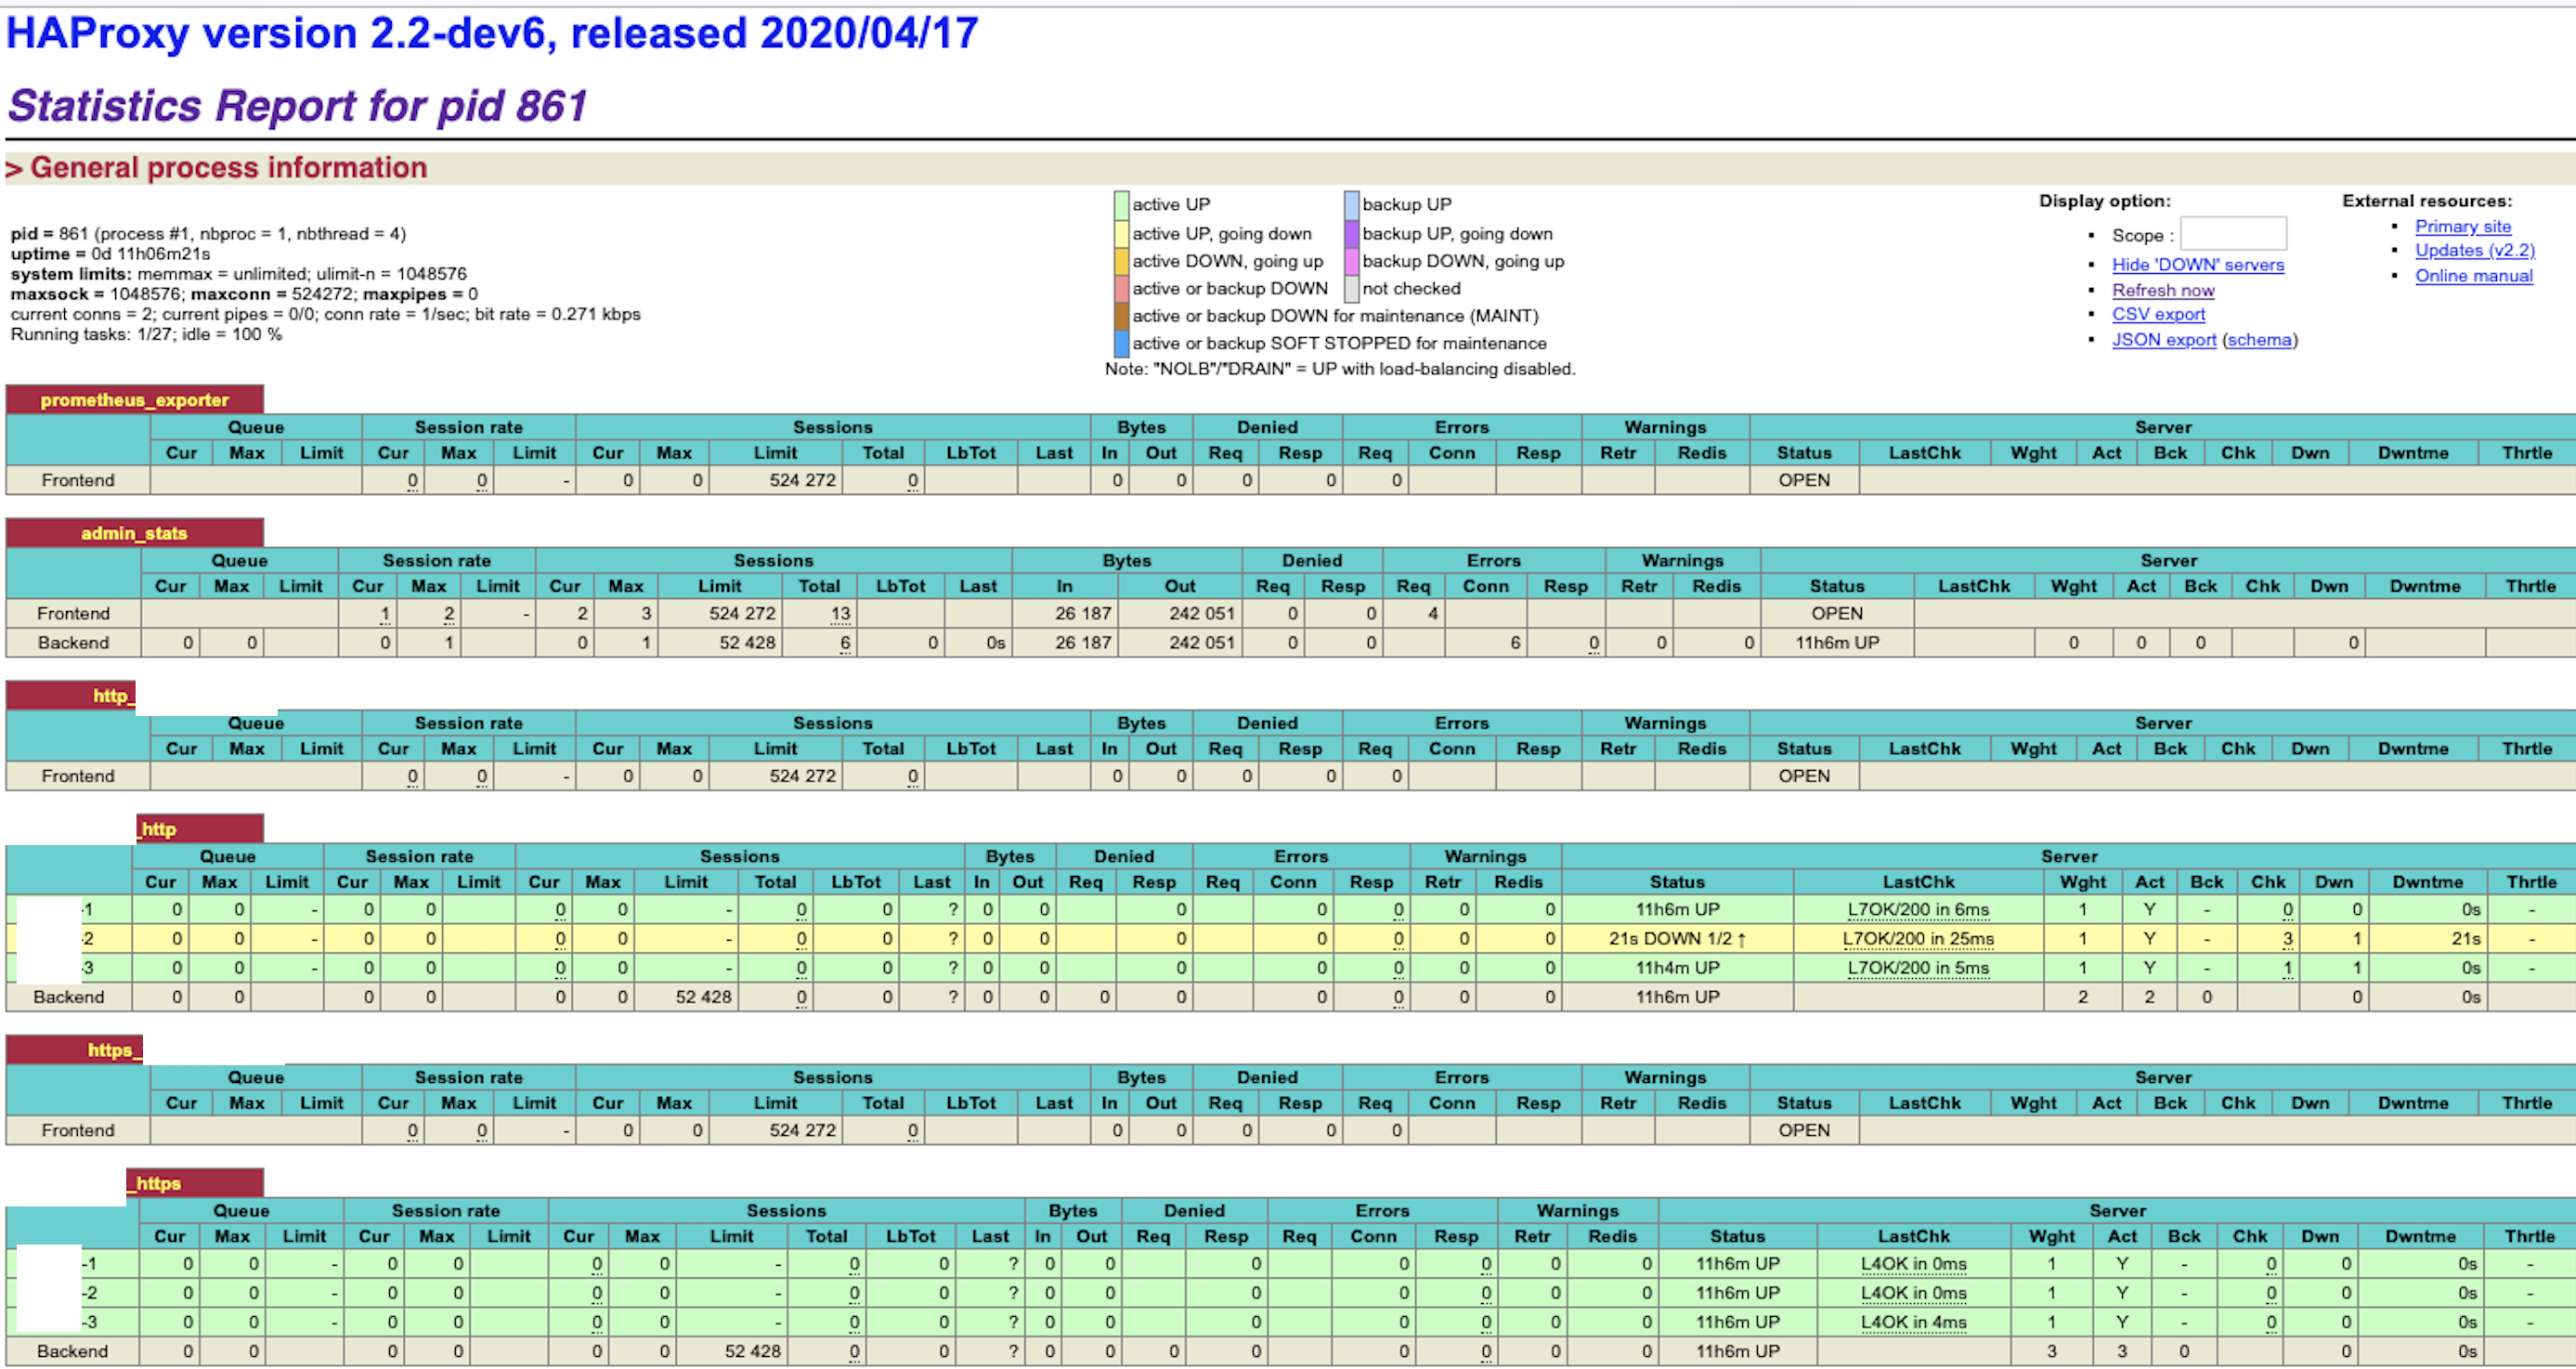 HAProxy version 2.2-dev6, released 2020/04/17
Statistics Report for pid 861
> General process information
pid = 861 (process #1, nbproc = 1, nbthread = 4)
uptime = 0d 11h06m21s
system limits: memmax = unlimited; ulimit-n = 1048576
maxsock = 1048576; maxconn = 524272; maxpipes = 0
current conns = 2; current pipes = 0/0; conn rate = 1/sec; bit rate = 0.271 kbps
Running tasks: 1/27; idle = 100 %
active UP backup UP
active UP, going down backup UP, going down
active DOWN, going up backup DOWN, going up
active or backup DOWN not checked
active or backup DOWN for maintenance (MAINT)
active or backup SOFT STOPPED for maintenance
Note: "NOLB"/"DRAIN" = UP with load-balancing disabled.
Display option:
Scope :
Hide 'DOWN' servers
Refresh now
CSV export
JSON export (schema)
External resources:
Primary site
Updates (v2.2)
Online manual
prometheus_exporter
Queue Session rate Sessions Bytes Denied Errors Warnings Server
Cur Max Limit Cur Max Limit Cur Max Limit Total LbTot Last In Out Req Resp Req Conn Resp Retr Redis Status LastChk Wght Act Bck Chk Dwn Dwntme Thrtle
Frontend 0 0 - 0 0 524 272 0 0 0 0 0 0 OPEN
admin_stats
Queue Session rate Sessions Bytes Denied Errors Warnings Server
Cur Max Limit Cur Max Limit Cur Max Limit Total LbTot Last In Out Req Resp Req Conn Resp Retr Redis Status LastChk Wght Act Bck Chk Dwn Dwntme Thrtle
Frontend 1 2 - 2 3 524 272 13 26 187 242 051 0 0 4 OPEN
Backend 0 0 0 1 0 1 52 428 6 0 0s 26 187 242 051 0 0 6 0 0 0 11h6m UP 0 0 0 0
http_
Queue Session rate Sessions Bytes Denied Errors Warnings Server
Cur Max Limit Cur Max Limit Cur Max Limit Total LbTot Last In Out Req Resp Req Conn Resp Retr Redis Status LastChk Wght Act Bck Chk Dwn Dwntme Thrtle
Frontend 0 0 - 0 0 524 272 0 0 0 0 0 0 OPEN
_http
Queue Session rate Sessions Bytes Denied Errors Warnings Server
Cur Max Limit Cur Max Limit Cur Max Limit Total LbTot Last In Out Req Resp Req Conn Resp Retr Redis Status LastChk Wght Act Bck Chk Dwn Dwntme Thrtle
-1 0 0 - 0 0 0 0 - 0 0 ? 0 0 0 0 0 0 0 11h6m UP L7OK/200 in 6ms 1 Y - 0 0 0s -
-2 0 0 - 0 0 0 0 - 0 0 ? 0 0 0 0 0 0 0 21s DOWN 1/2 ↑ L7OK/200 in 25ms 1 Y - 3 1 21s -
-3 0 0 - 0 0 0 0 - 0 0 ? 0 0 0 0 0 0 0 11h4m UP L7OK/200 in 5ms 1 Y - 1 1 0s -
Backend 0 0 0 0 0 0 52 428 0 0 ? 0 0 0 0 0 0 0 0 11h6m UP 2 2 0 0 0s
https_
Queue Session rate Sessions Bytes Denied Errors Warnings Server
Cur Max Limit Cur Max Limit Cur Max Limit Total LbTot Last In Out Req Resp Req Conn Resp Retr Redis Status LastChk Wght Act Bck Chk Dwn Dwntme Thrtle
Frontend 0 0 - 0 0 524 272 0 0 0 0 0 0 OPEN
_https
Queue Session rate Sessions Bytes Denied Errors Warnings Server
Cur Max Limit Cur Max Limit Cur Max Limit Total LbTot Last In Out Req Resp Req Conn Resp Retr Redis Status LastChk Wght Act Bck Chk Dwn Dwntme Thrtle
-1 0 0 - 0 0 0 0 - 0 0 ? 0 0 0 0 0 0 0 11h6m UP L4OK in 0ms 1 Y - 0 0 0s -
-2 0 0 - 0 0 0 0 - 0 0 ? 0 0 0 0 0 0 0 11h6m UP L4OK in 0ms 1 Y - 0 0 0s -
-3 0 0 - 0 0 0 0 - 0 0 ? 0 0 0 0 0 0 0 11h6m UP L4OK in 4ms 1 Y - 0 0 0s -
Backend 0 0 0 0 0 0 52 428 0 0 ? 0 0 0 0 0 0 0 0 11h6m UP 3 3 0 0 0s